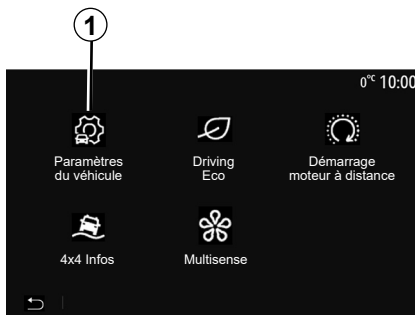 1
0°C 10:00
Paramètres
du véhicule
Driving
Eco
Démarrage
moteur à distance
4x4 Infos
Multisense